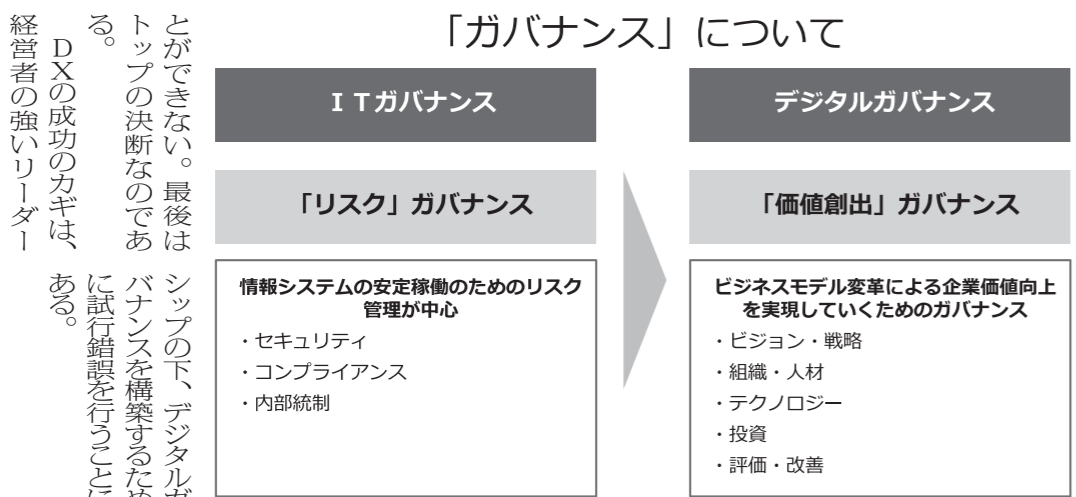 「ガバナンス」について
ITガバナンス
「リスク」ガバナンス
情報システムの安定稼働のためのリスク
管理が中心
・セキュリティ
・コンプライアンス
・内部統制
デジタルガバナンス
「価値創出」ガバナンス
ビジネスモデル変革による企業価値向上
を実現していくためのガバナンス
・ビジョン・戦略
・組織・人材
・テクノロジー
・投資
・評価・改善
とができない。最後は
トップの決断なのであ
る。
DXの成功のカギは、
経営者の強いリーダー
シップの下、デジタルガ
バナンスを構築するため
に試行錯誤を行うことに
ある。